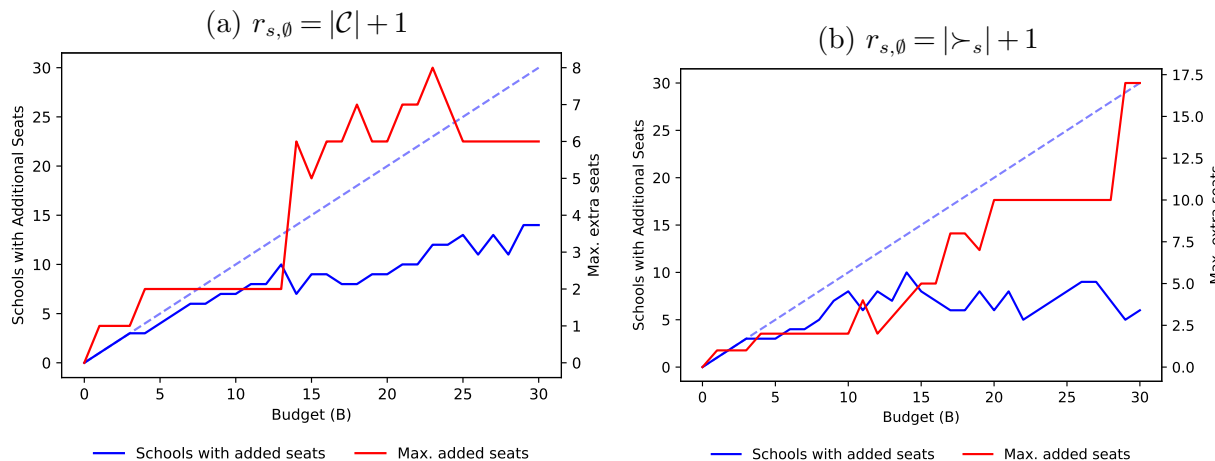 (a) r_{s,∅} = |𝒞| + 1
Schools with Additional Seats
30
25
20
15
10
5
0
8
7
6
5
4
3
2
1
0
Max. extra seats
0 5 10 15 20 25 30
Budget (B)
Schools with added seats Max. added seats
(b) r_{s,∅} = |≻_s| + 1
Schools with Additional Seats
30
25
20
15
10
5
0
17.5
15.0
12.5
10.0
7.5
5.0
2.5
0.0
Max. extra seats
0 5 10 15 20 25 30
Budget (B)
Schools with added seats Max. added seats